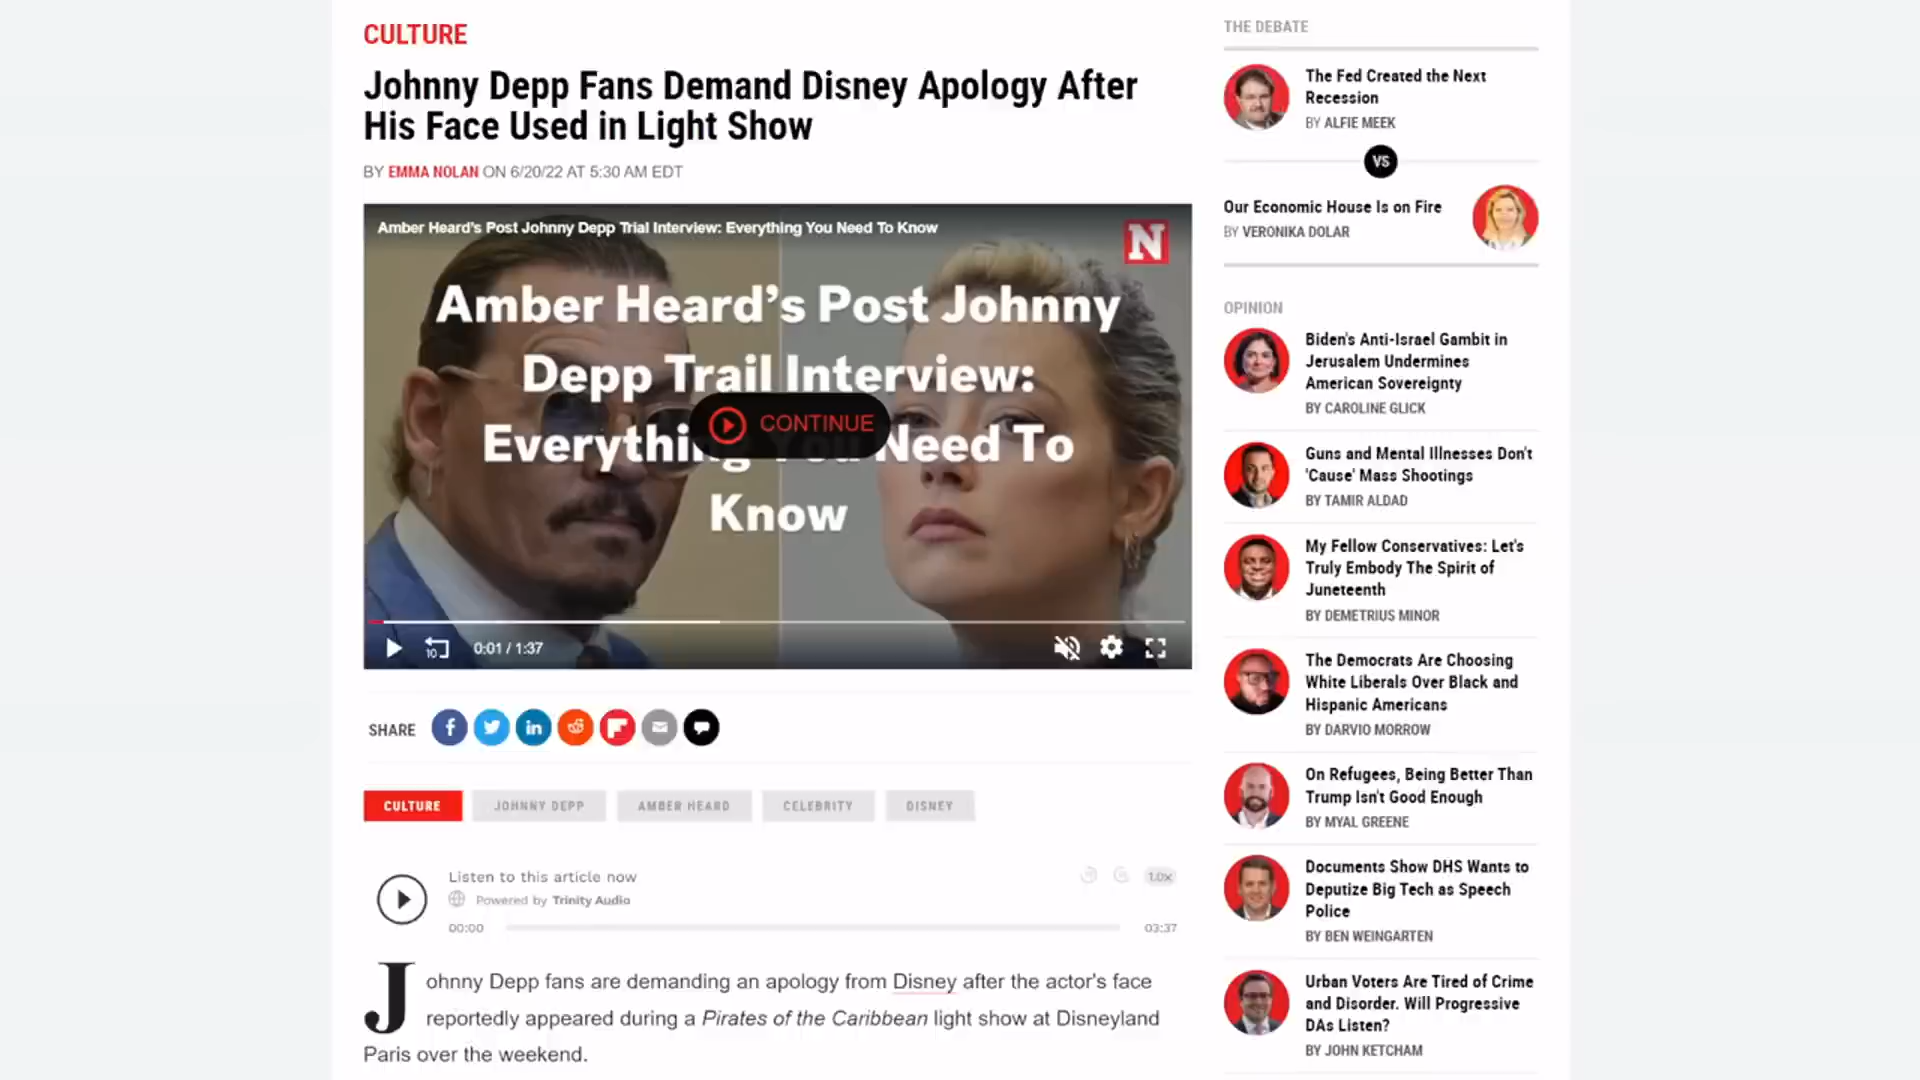 CULTURE
Johnny Depp Fans Demand Disney Apology After
His Face Used in Light Show
BY EMMA NOLAN ON 6/20/22 AT 5:30 AM EDT
Amber Heard's Post Johnny Depp Trial Interview: Everything You Need To Know
N
Amber Heard's Post Johnny
Depp Trail Interview:
Everything You Need To
Know
CONTINUE
10
0:01 / 1:37
SHARE
CULTURE
JOHNNY DEPP
AMBER HEARD
CELEBRITY
DISNEY
Listen to this article now
1.0x
Powered by Trinity Audio
00:00
03:37
Johnny Depp fans are demanding an apology from Disney after the actor's face
reportedly appeared during a Pirates of the Caribbean light show at Disneyland
Paris over the weekend.
THE DEBATE
The Fed Created the Next
Recession
BY ALFIE MEEK
VS
Our Economic House Is on Fire
BY VERONIKA DOLAR
OPINION
Biden's Anti-Israel Gambit in
Jerusalem Undermines
American Sovereignty
BY CAROLINE GLICK
Guns and Mental Illnesses Don't
'Cause' Mass Shootings
BY TAMIR ALDAD
My Fellow Conservatives: Let's
Truly Embody The Spirit of
Juneteenth
BY DEMETRIUS MINOR
The Democrats Are Choosing
White Liberals Over Black and
Hispanic Americans
BY DARVIO MORROW
On Refugees, Being Better Than
Trump Isn't Good Enough
BY MYAL GREENE
Documents Show DHS Wants to
Deputize Big Tech as Speech
Police
BY BEN WEINGARTEN
Urban Voters Are Tired of Crime
and Disorder. Will Progressive
DAs Listen?
BY JOHN KETCHAM